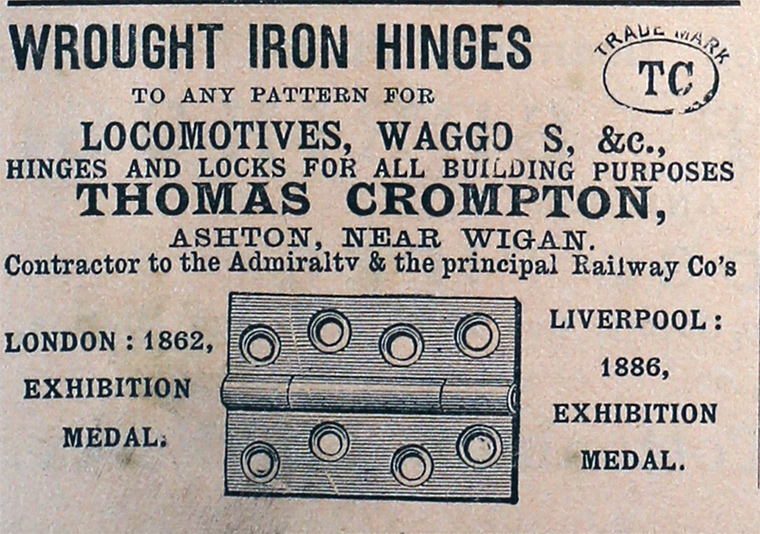 WROUGHT IRON HINGES
TRADE MARK
TC
TO ANY PATTERN FOR
LOCOMOTIVES, WAGGO S, &c.,
HINGES AND LOCKS FOR ALL BUILDING PURPOSES
THOMAS CROMPTON,
ASHTON, NEAR WIGAN.
Contractor to the Admiralty & the principal Railway Co's
LONDON : 1862,
EXHIBITION
MEDAL.
LIVERPOOL :
1886,
EXHIBITION
MEDAL.